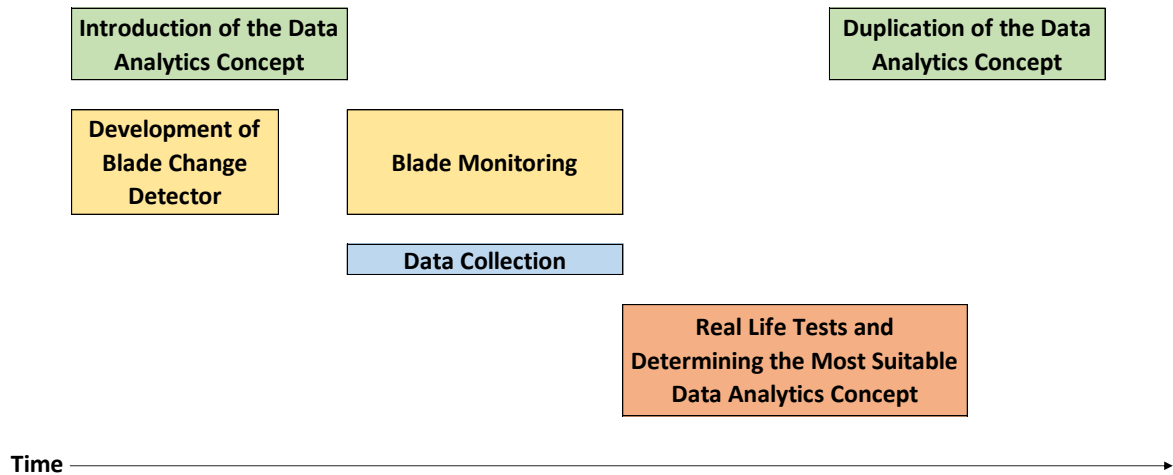 Introduction of the Data
Analytics Concept
Duplication of the Data
Analytics Concept
Development of
Blade Change
Detector
Blade Monitoring
Data Collection
Real Life Tests and
Determining the Most Suitable
Data Analytics Concept
Time